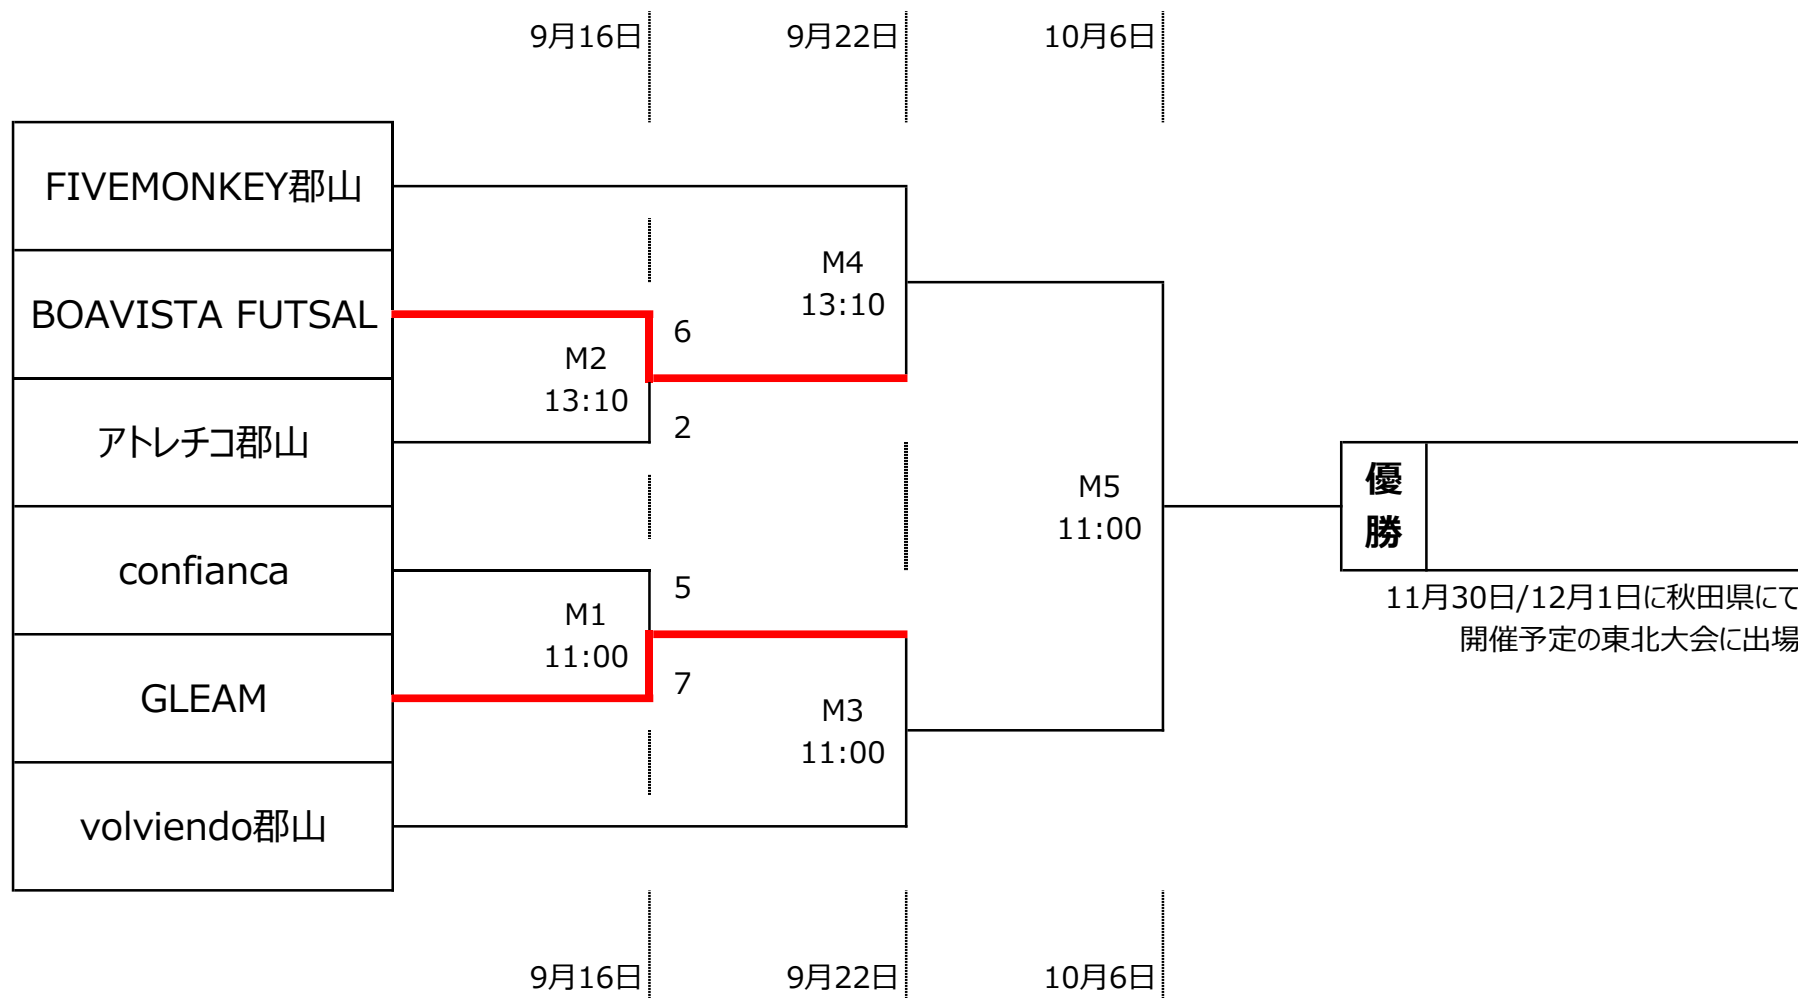 9月16日 9月22日 10月6日
FIVEMONKEY郡山
M4
13:10
BOAVISTA FUTSAL
6
M2
13:10
2
アトレチコ郡山
M5
11:00
優
勝
confianca
5
M1
11:00
11月30日/12月1日に秋田県にて
開催予定の東北大会に出場
GLEAM
7
M3
11:00
volviendo郡山
9月16日 9月22日 10月6日